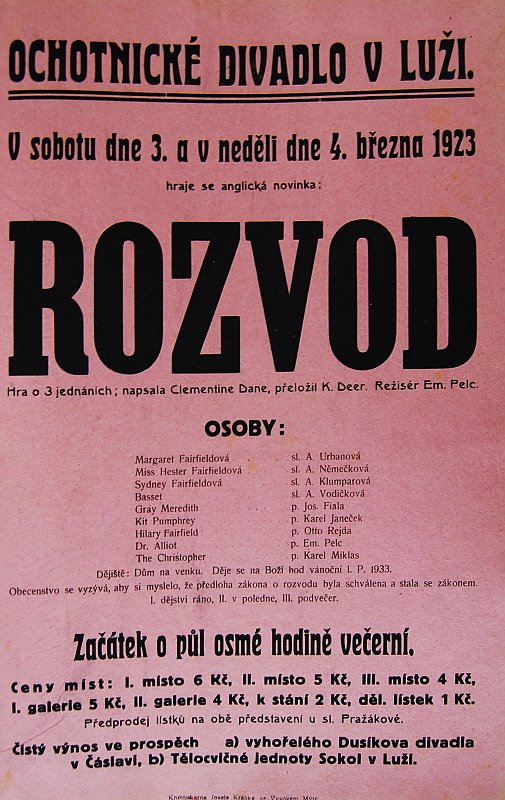 OCHOTNICKÉ DIVADLO V LUŽI.
V sobotu dne 3. a v neděli dne 4. března 1923
hraje se anglická novinka:
ROZVOD
Hra o 3 jednáních; napsala Clementine Dane, přeložil K. Deer. Režisér Em. Pelc.
OSOBY:
Margaret Fairfieldová . sl. A. Urbanová
Miss Hester Fairfieldová . sl. A. Němečková
Sydney Fairfieldová . sl. A. Klumparová
Basset . sl. A. Vodičková
Gray Meredith . p. Jos. Fiala
Kit Pumphrey . p. Karel Janeček
Hilary Fairfield . p. Otto Rejda
Dr. Alliot . p. Em. Pelc
The Christopher . p. Karel Miklas
Dějiště: Dům na venku. Děje se na Boží hod vánoční l. P. 1933.
Obecenstvo se vyzývá, aby si myslelo, že předloha zákona o rozvodu byla schválena a stala se zákonem.
I. dějství ráno, II. v poledne, III. podvečer.
Začátek o půl osmé hodině večerní.
Ceny míst: I. místo 6 Kč, II. místo 5 Kč, III. místo 4 Kč,
I. galerie 5 Kč, II. galerie 4 Kč, k stání 2 Kč, děl. lístek 1 Kč.
Předprodej lístků na obě představení u sl. Pražákové.
Čistý výnos ve prospěch a) vyhořelého Dusíkova divadla
v Čáslavi, b) Tělocvičné jednoty Sokol v Luži.
Knihtiskárna Josefa Krátka ve Vysokém Mýtě